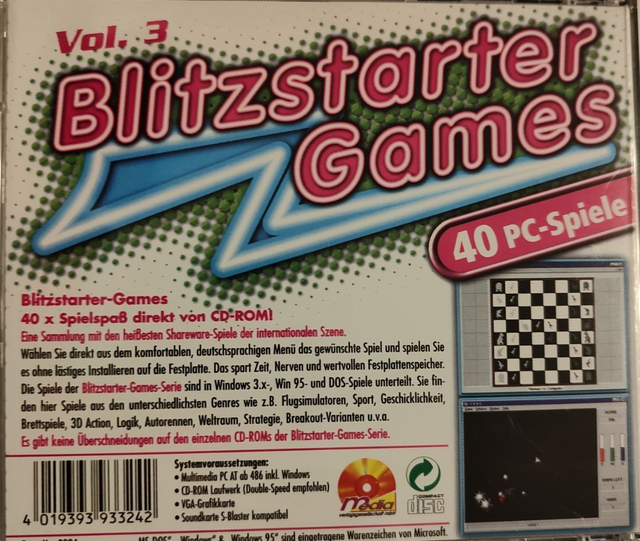 Vol. 3
Blitzstarter
Games
40 PC-Spiele
Blitzstarter-Games
40 x Spielspaß direkt von CD-ROM!
Eine Sammlung mit den heißesten Shareware-Spiele der internationalen Szene.
Wählen Sie direkt aus dem komfortablen, deutschsprachigen Menü das gewünschte Spiel und spielen Sie
es ohne lästiges Installieren auf die Festplatte. Das spart Zeit, Nerven und wertvollen Festplattenspeicher.
Die Spiele der Blitzstarter-Games-Serie sind in Windows 3.x-, Win 95- und DOS-Spiele unterteilt. Sie fin-
den hier Spiele aus den unterschiedlichsten Genres wie z.B. Flugsimulatoren, Sport, Geschicklichkeit,
Brettspiele, 3D Action, Logik, Autorennen, Weltraum, Strategie, Breakout-Varianten u.v.a.
Es gibt keine Überschneidungen auf den einzelnen CD-ROMs der Blitzstarter-Games-Serie.
Systemvoraussetzungen:
• Multimedia PC AT ab 486 inkl. Windows
• CD-ROM Laufwerk (Double-Speed empfohlen)
• VGA-Grafikkarte
• Soundkarte S-Blaster kompatibel
media
COMPACT
disc
4 019393 933242
MS-DOS, Windows & Windows 95 sind eingetragene Warenzeichen von Microsoft.